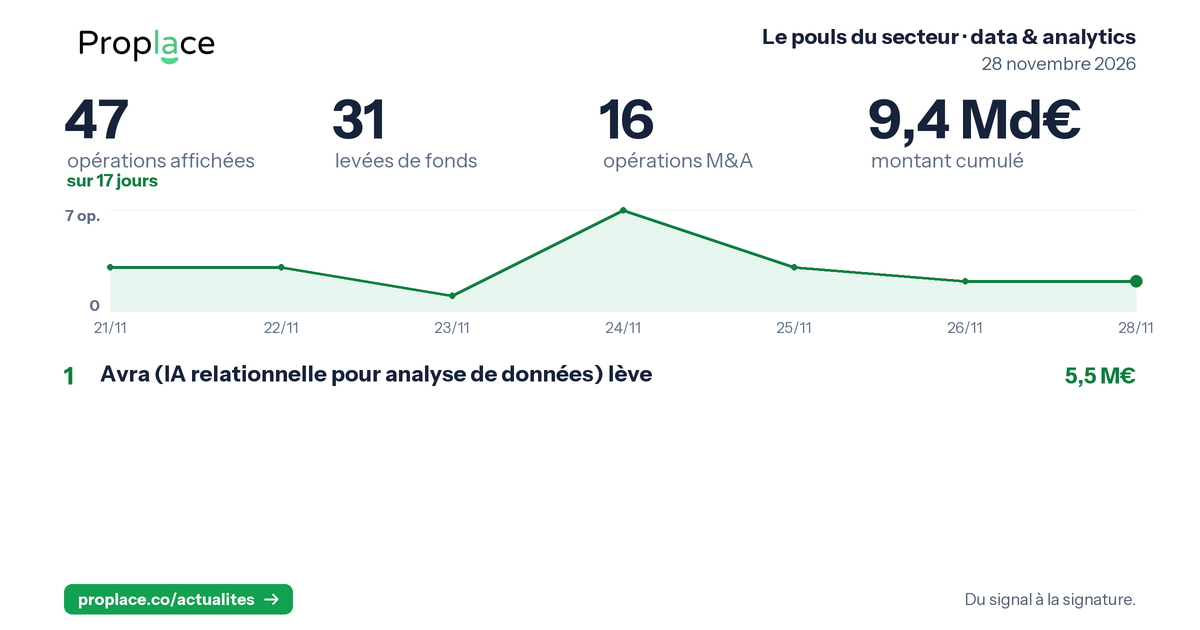 Proplace
Le pouls du secteur · data & analytics
28 novembre 2026
47
opérations affichées
sur 17 jours
31
levées de fonds
16
opérations M&A
9,4 Md€
montant cumulé
7 op.
0
21/11
22/11
23/11
24/11
25/11
26/11
28/11
1 Avra (IA relationnelle pour analyse de données) lève 5,5 M€
proplace.co/actualites →
Du signal à la signature.